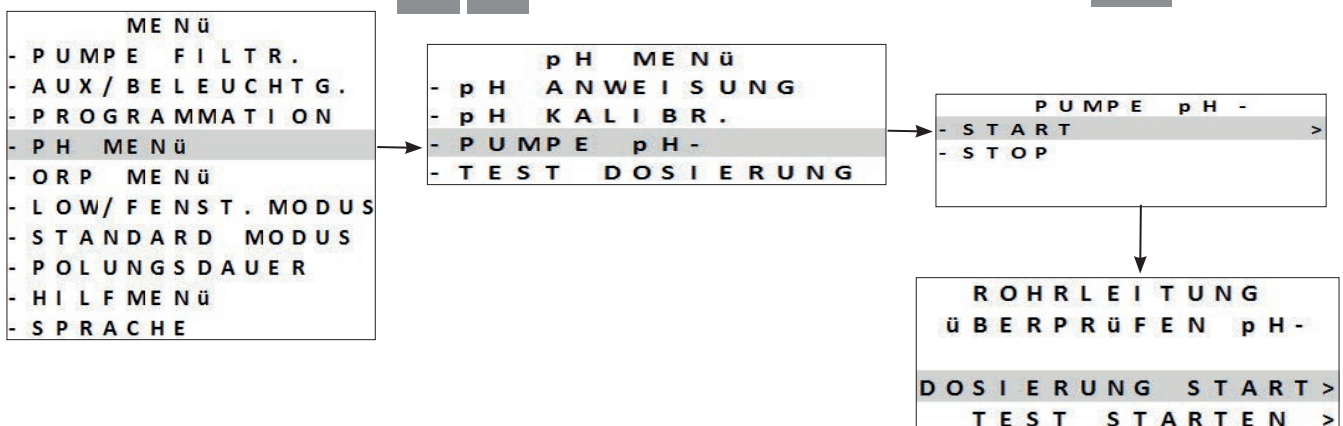 MENü
- PUMPE FILTR.
- AUX/BELEUCHTG.
- PROGRAMMATION
- PH MENü
- ORP MENü
- LOW/FENST.MODUS
- STANDARD MODUS
- POLUNGSDAUER
- HILFMENü
- SPRACHE
pH MENü
- pH ANWEISUNG
- pH KALIBR.
- PUMPE pH-
- TEST DOSIERUNG
PUMPE pH -
- START >
- STOP
ROHRLEITUNG
üBERPRüFEN pH-
DOSIERUNG START>
TEST STARTEN >